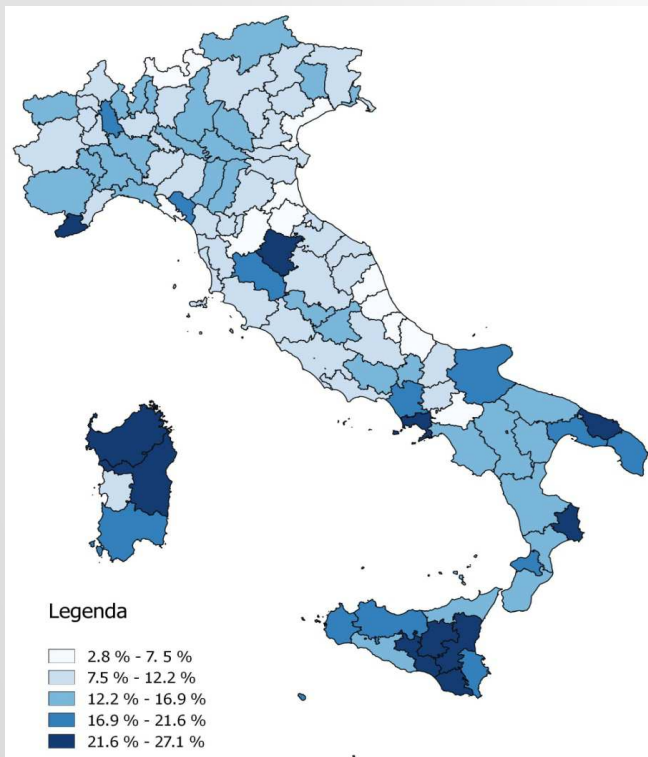 Legenda
2.8 % - 7. 5 %
7.5 % - 12.2 %
12.2 % - 16.9 %
16.9 % - 21.6 %
21.6 % - 27.1 %